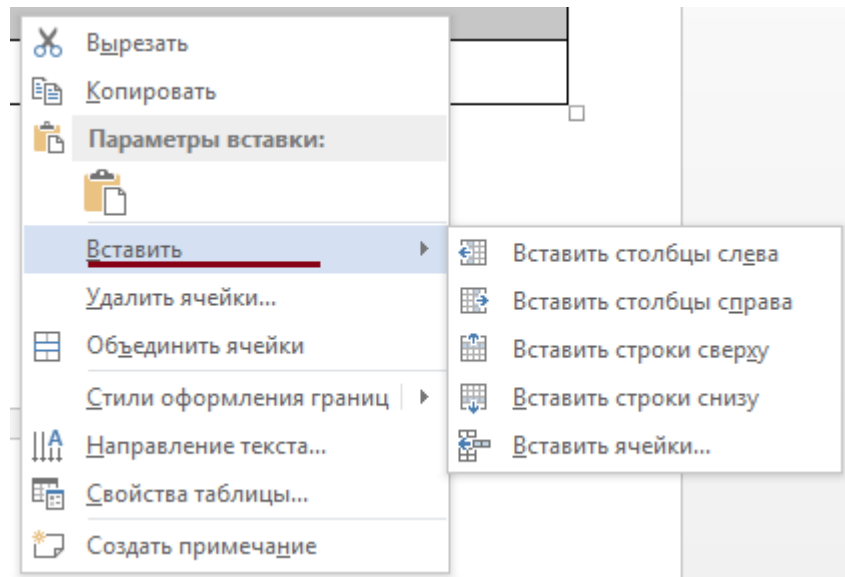 Вырезать
Копировать
Параметры вставки:
Вставить
Удалить ячейки...
Объединить ячейки
Стили оформления границ
Направление текста...
Свойства таблицы...
Создать примечание
Вставить столбцы слева
Вставить столбцы справа
Вставить строки сверху
Вставить строки снизу
Вставить ячейки...